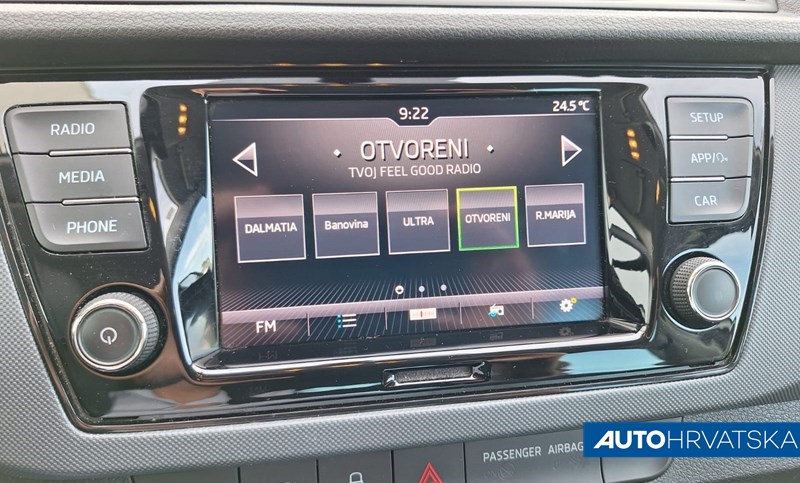 9:22
24.5°C
OTVORENI
TVOJ FEEL GOOD RADIO
DALMATIA
Banovina
ULTRA
OTVORENI
R.MARIJA
FM
RADIO
MEDIA
PHONE
SETUP
APP/
CAR
PASSENGER AIRBAG
AUTOHRVATSKA